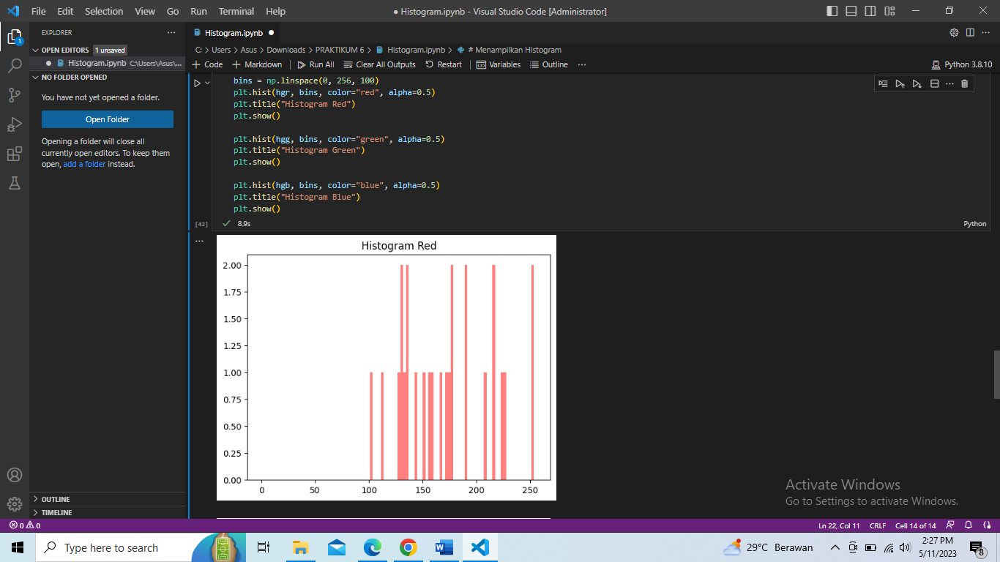 File Edit Selection View Go Run Terminal Help
● Histogram.ipynb - Visual Studio Code [Administrator]
EXPLORER
OPEN EDITORS 1 unsaved
Histogram.ipynb C:\Users\Asus\...
NO FOLDER OPENED
You have not yet opened a folder.
Open Folder
Opening a folder will close all
currently open editors. To keep them
open, add a folder instead.
OUTLINE
TIMELINE
1
Histogram.ipynb
C: > Users > Asus > Downloads > PRAKTIKUM 6 > Histogram.ipynb > # Menampilkan Histogram
+ Code + Markdown Run All Clear All Outputs Restart Variables Outline ...
Python 3.8.10
bins = np.linspace(0, 256, 100)
plt.hist(hgr, bins, color="red", alpha=0.5)
plt.title("Histogram Red")
plt.show()
plt.hist(hgg, bins, color="green", alpha=0.5)
plt.title("Histogram Green")
plt.show()
plt.hist(hgb, bins, color="blue", alpha=0.5)
plt.title("Histogram Blue")
plt.show()
[42] 8.9s Python
Histogram Red
2.00
1.75
1.50
1.25
1.00
0.75
0.50
0.25
0.00
0 50 100 150 200 250
Activate Windows
Go to Settings to activate Windows.
0 0 Ln 22, Col 11 CRLF Cell 14 of 14
Type here to search
29°C Berawan
2:27 PM
5/11/2023
8